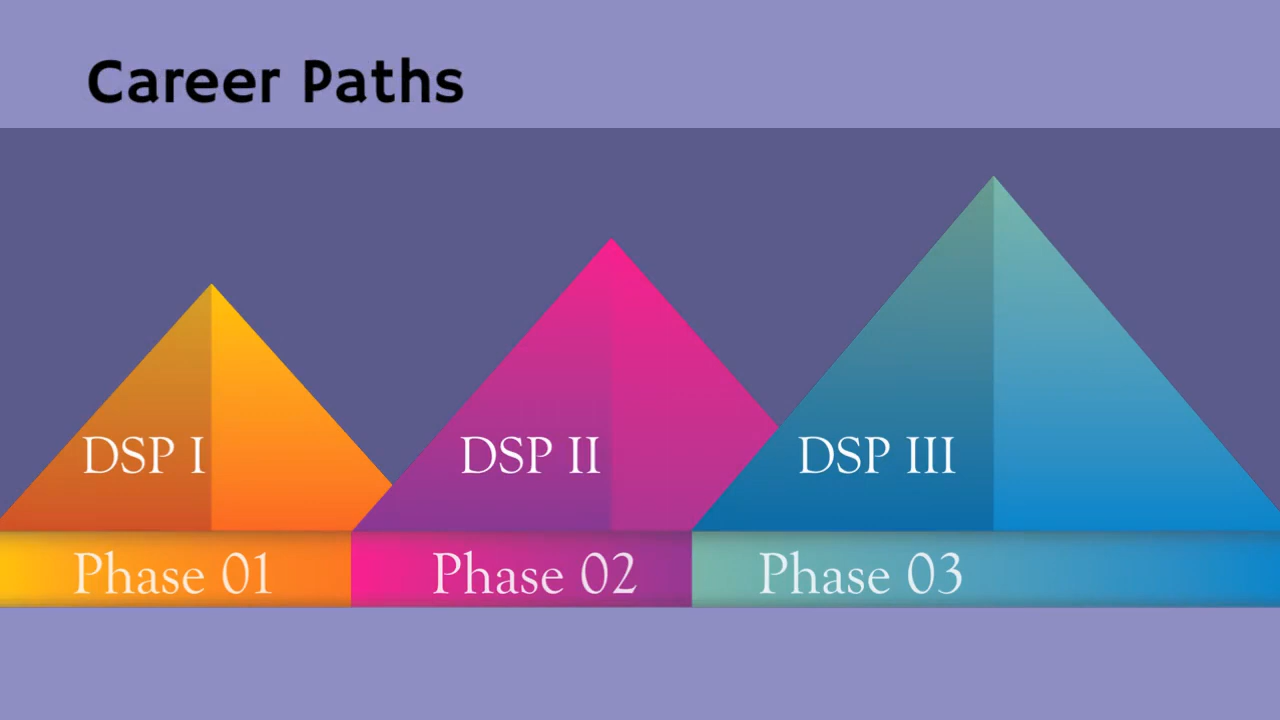 Career Paths
DSP I
DSP II
DSP III
Phase 01
Phase 02
Phase 03